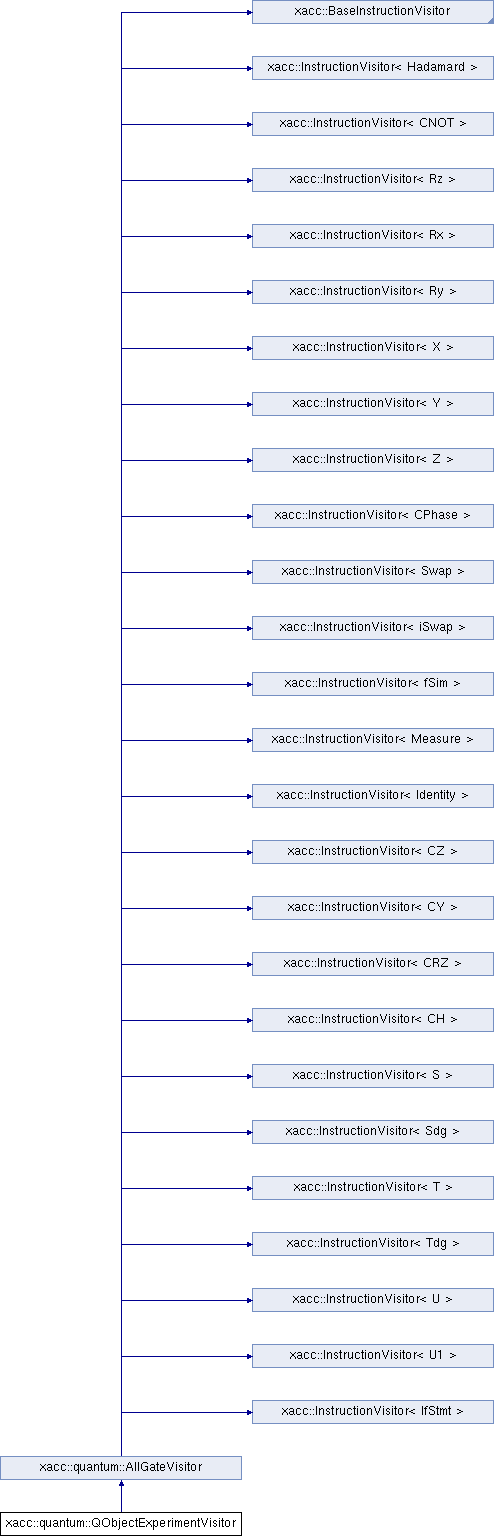 xacc::BaseInstructionVisitor
xacc::InstructionVisitor< Hadamard >
xacc::InstructionVisitor< CNOT >
xacc::InstructionVisitor< Rz >
xacc::InstructionVisitor< Rx >
xacc::InstructionVisitor< Ry >
xacc::InstructionVisitor< X >
xacc::InstructionVisitor< Y >
xacc::InstructionVisitor< Z >
xacc::InstructionVisitor< CPhase >
xacc::InstructionVisitor< Swap >
xacc::InstructionVisitor< iSwap >
xacc::InstructionVisitor< fSim >
xacc::InstructionVisitor< Measure >
xacc::InstructionVisitor< Identity >
xacc::InstructionVisitor< CZ >
xacc::InstructionVisitor< CY >
xacc::InstructionVisitor< CRZ >
xacc::InstructionVisitor< CH >
xacc::InstructionVisitor< S >
xacc::InstructionVisitor< Sdg >
xacc::InstructionVisitor< T >
xacc::InstructionVisitor< Tdg >
xacc::InstructionVisitor< U >
xacc::InstructionVisitor< U1 >
xacc::InstructionVisitor< IfStmt >
xacc::quantum::AllGateVisitor
xacc::quantum::QObjectExperimentVisitor